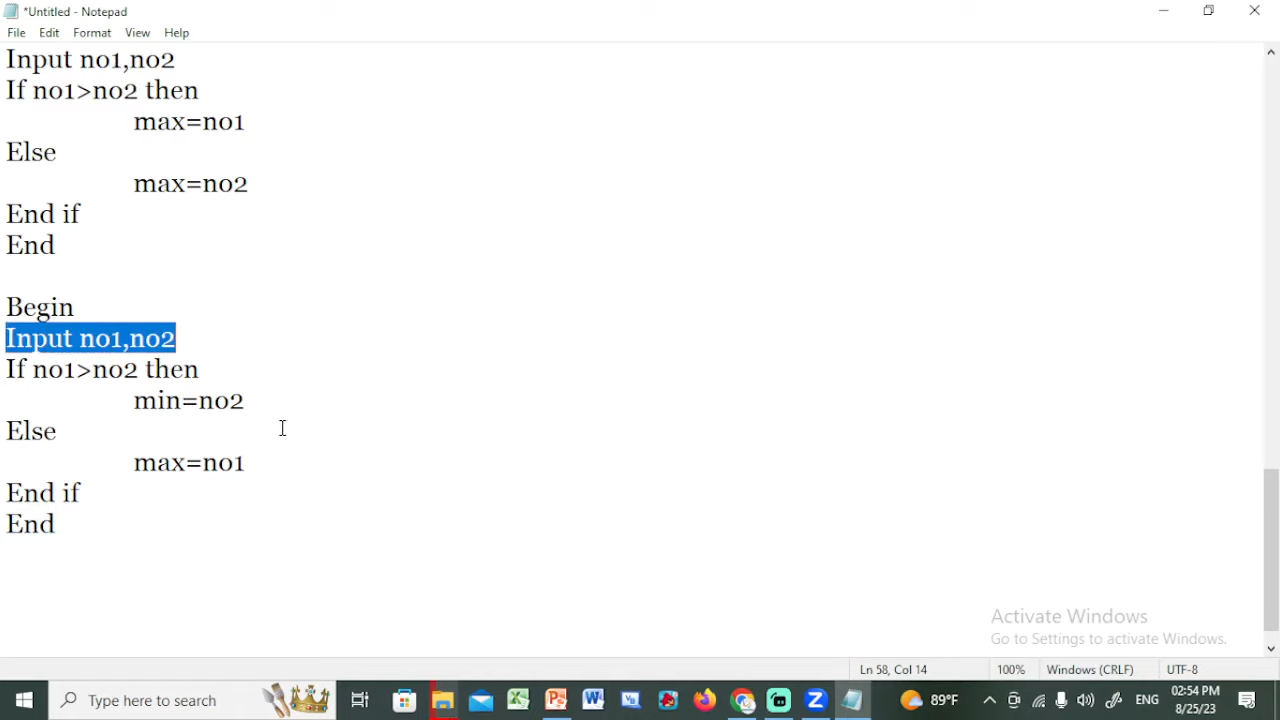 *Untitled - Notepad
File Edit Format View Help
Input no1,no2
If no1>no2 then
max=no1
Else
max=no2
End if
End
Begin
Input no1,no2
If no1>no2 then
min=no2
Else
max=no1
End if
End
Activate Windows
Go to Settings to activate Windows.
Ln 58, Col 14 100% Windows (CRLF) UTF-8
Type here to search
89°F
ENG
02:54 PM
8/25/23